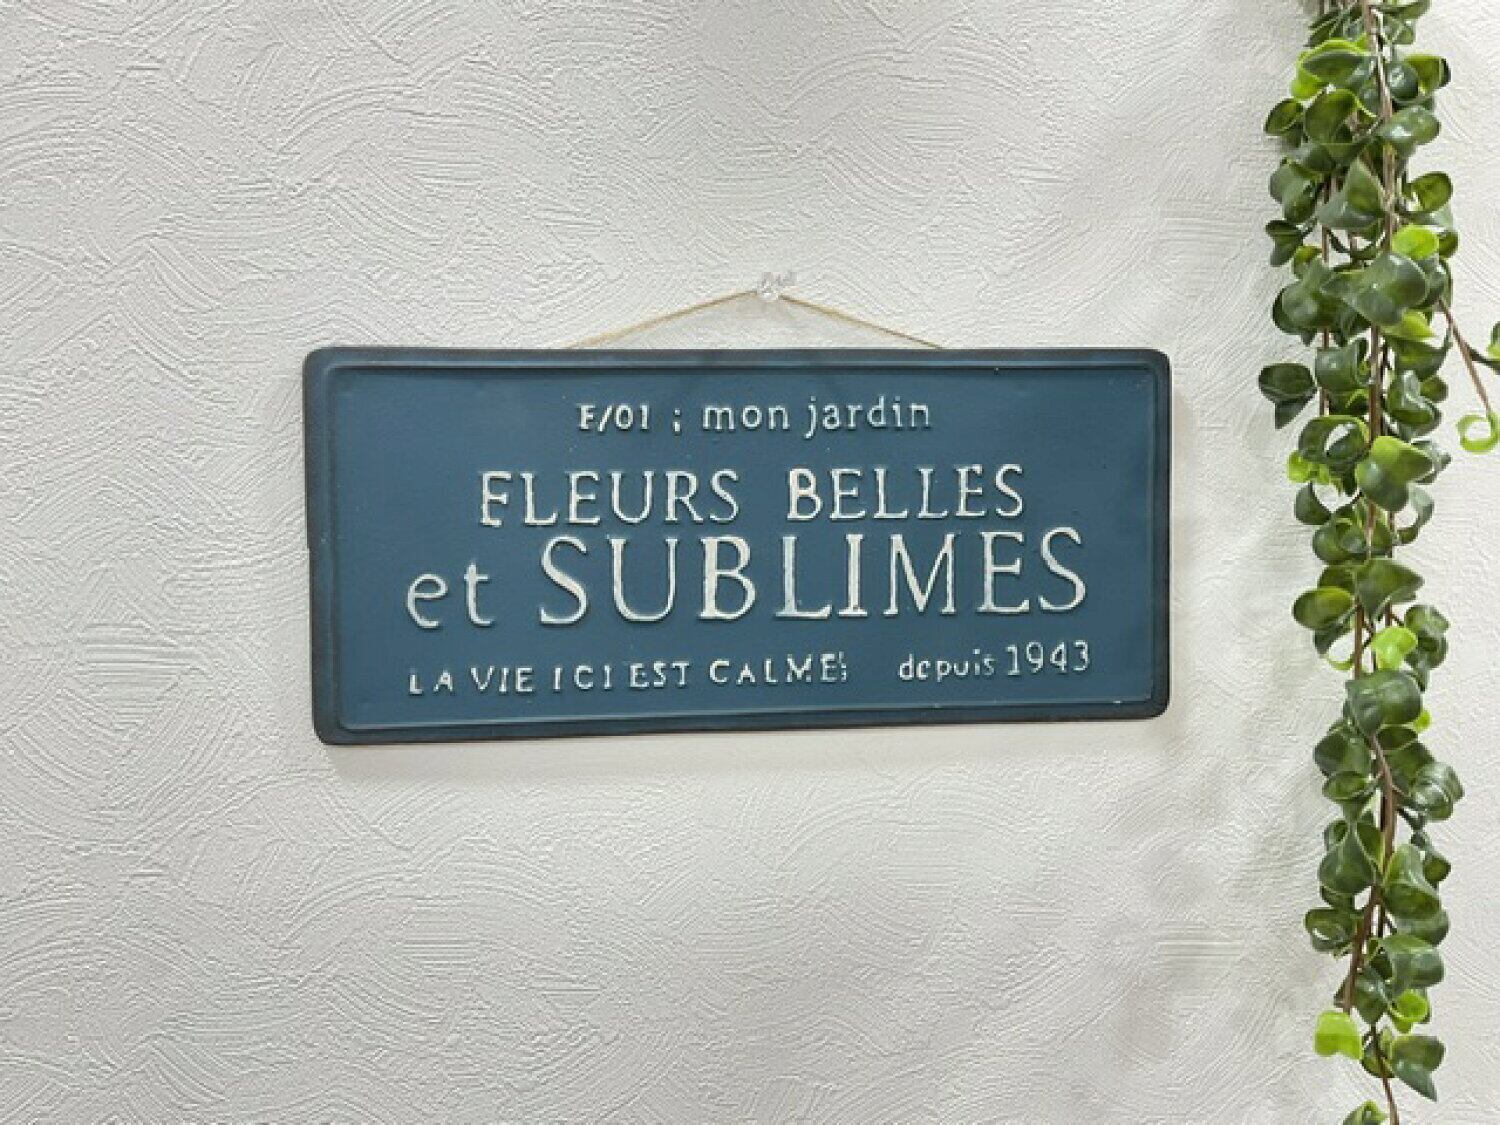 F/01 ; mon jardin
FLEURS BELLES
et SUBLIMES
LA VIE ICI EST CALME; depuis 1943